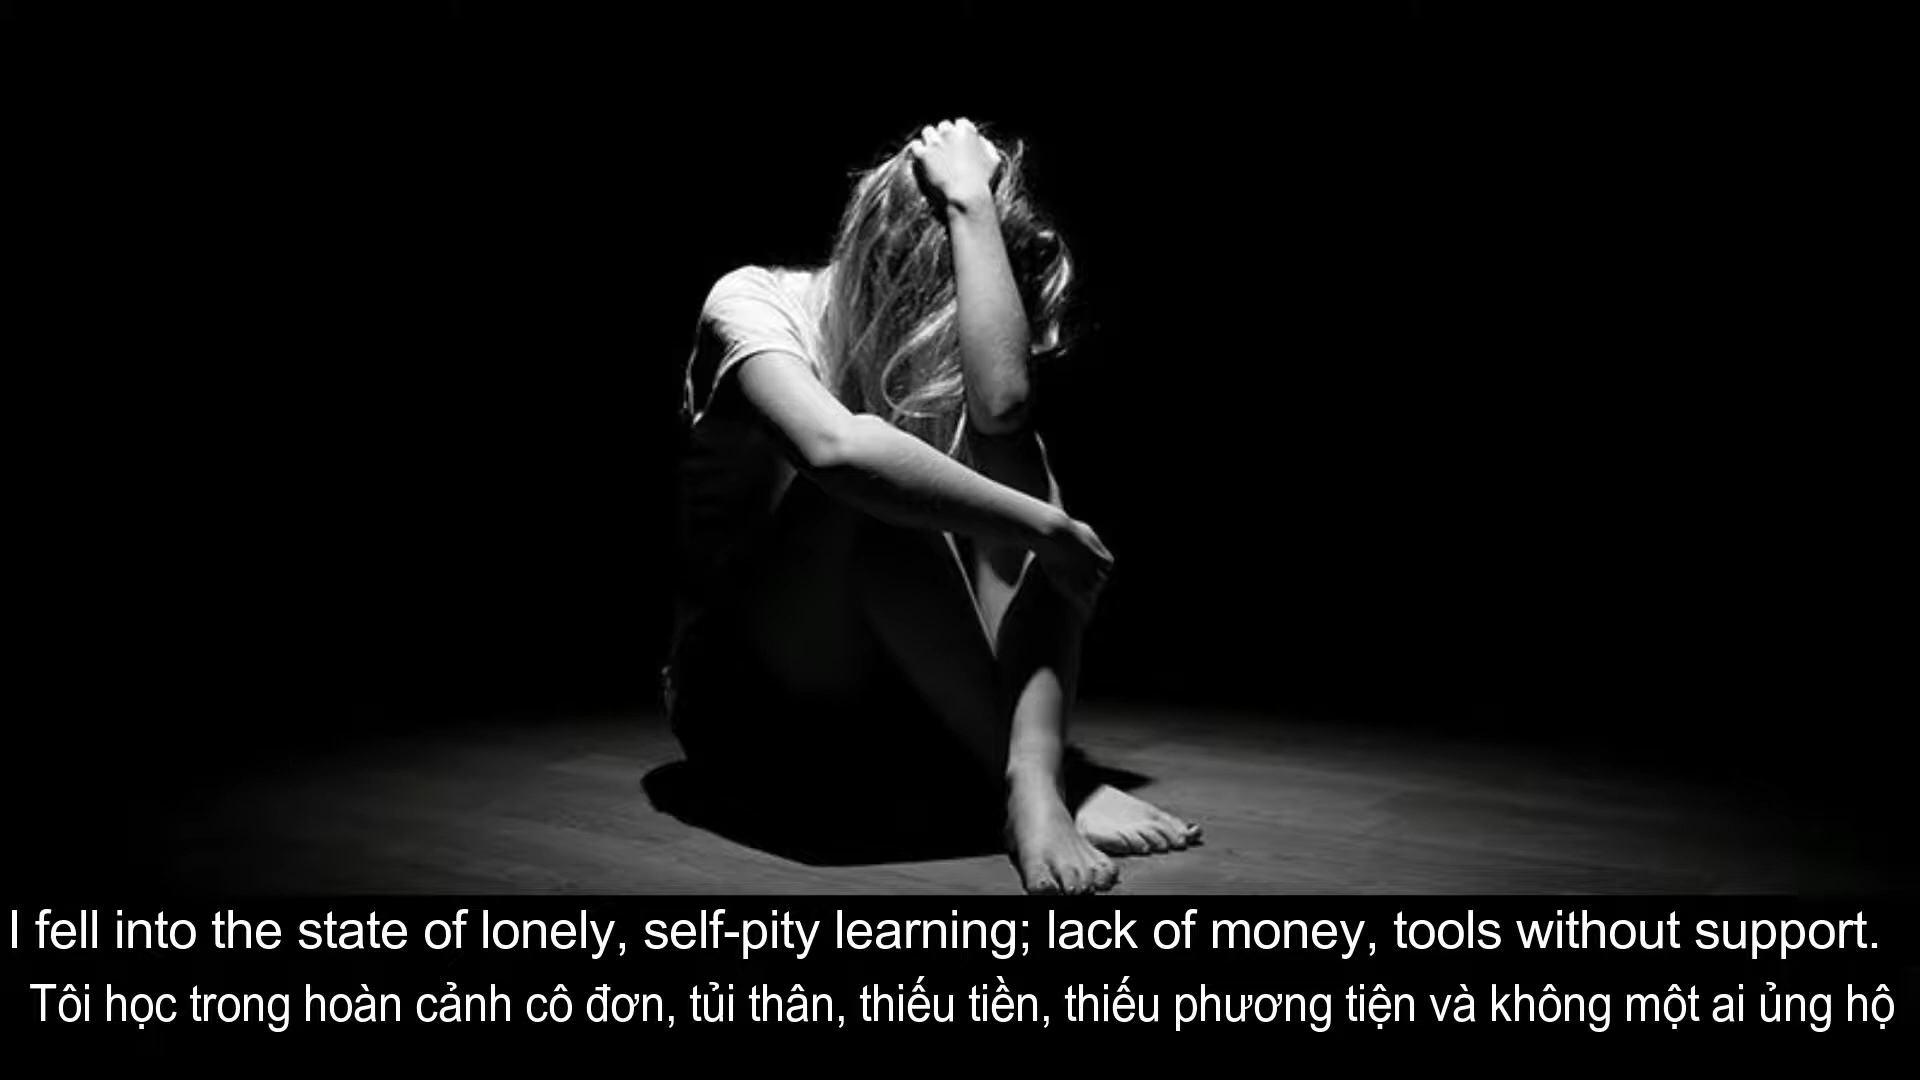 I fell into the state of lonely, self-pity learning; lack of money, tools without support.
Tôi học trong hoàn cảnh cô đơn, tủi thân, thiếu tiền, thiếu phương tiện và không một ai ủng hộ